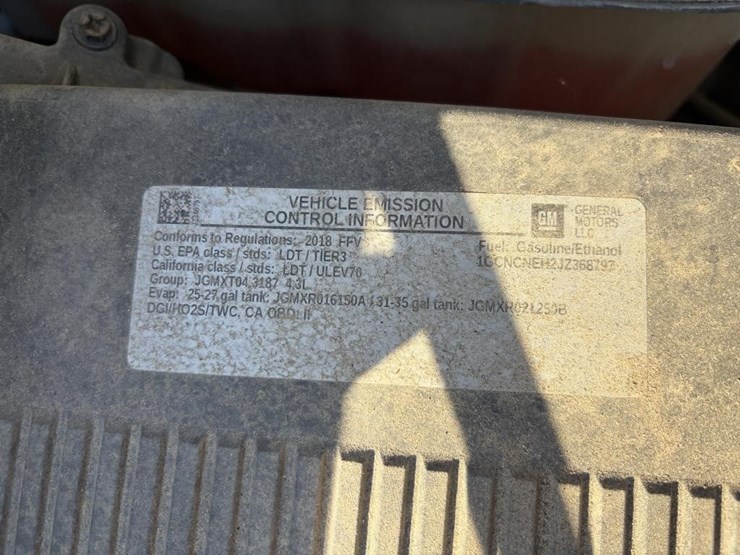 VEHICLE EMISSION
CONTROL INFORMATION
GM
GENERAL
MOTORS
LLC
Conforms to Regulations: 2018 FFV
Fuel: Gasoline/Ethanol
U.S. EPA class / stds: LDT / TIER3
1GCNCNEH2JZ368797
California class / stds: LDT / ULEV70
Group: JGMXT04.3187 4.3L
Evap: 25-27 gal tank: JGMXR016150A / 31-35 gal tank: JGMXR021250B
DGI/HO2S/TWC, CA OBD II